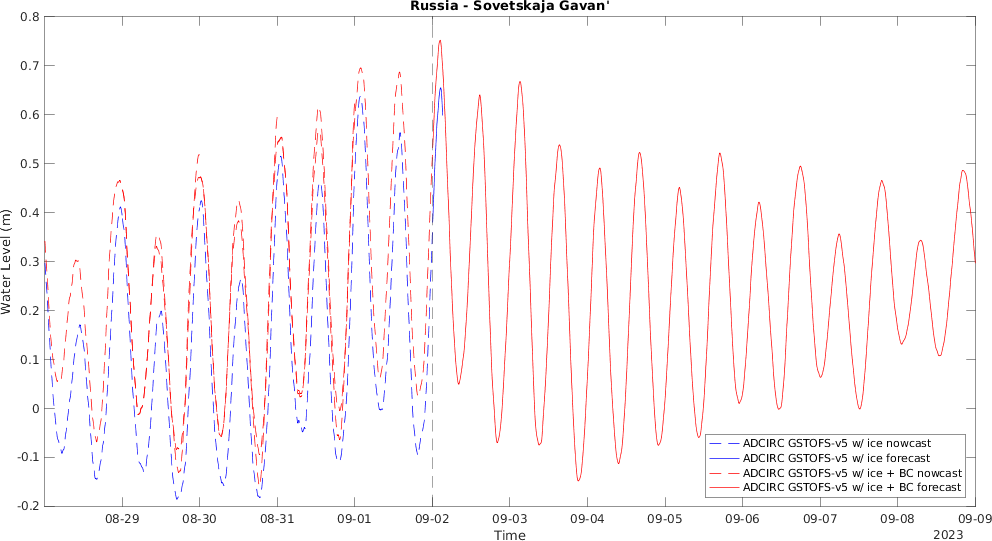 Russia - Sovetskaja Gavan'
Water Level (m)
0.8
0.7
0.6
0.5
0.4
0.3
0.2
0.1
0
-0.1
-0.2
08-29 08-30 08-31 09-01 09-02 09-03 09-04 09-05 09-06 09-07 09-08 09-09
Time
2023
ADCIRC GSTOFS-v5 w/ ice nowcast
ADCIRC GSTOFS-v5 w/ ice forecast
ADCIRC GSTOFS-v5 w/ ice + BC nowcast
ADCIRC GSTOFS-v5 w/ ice + BC forecast